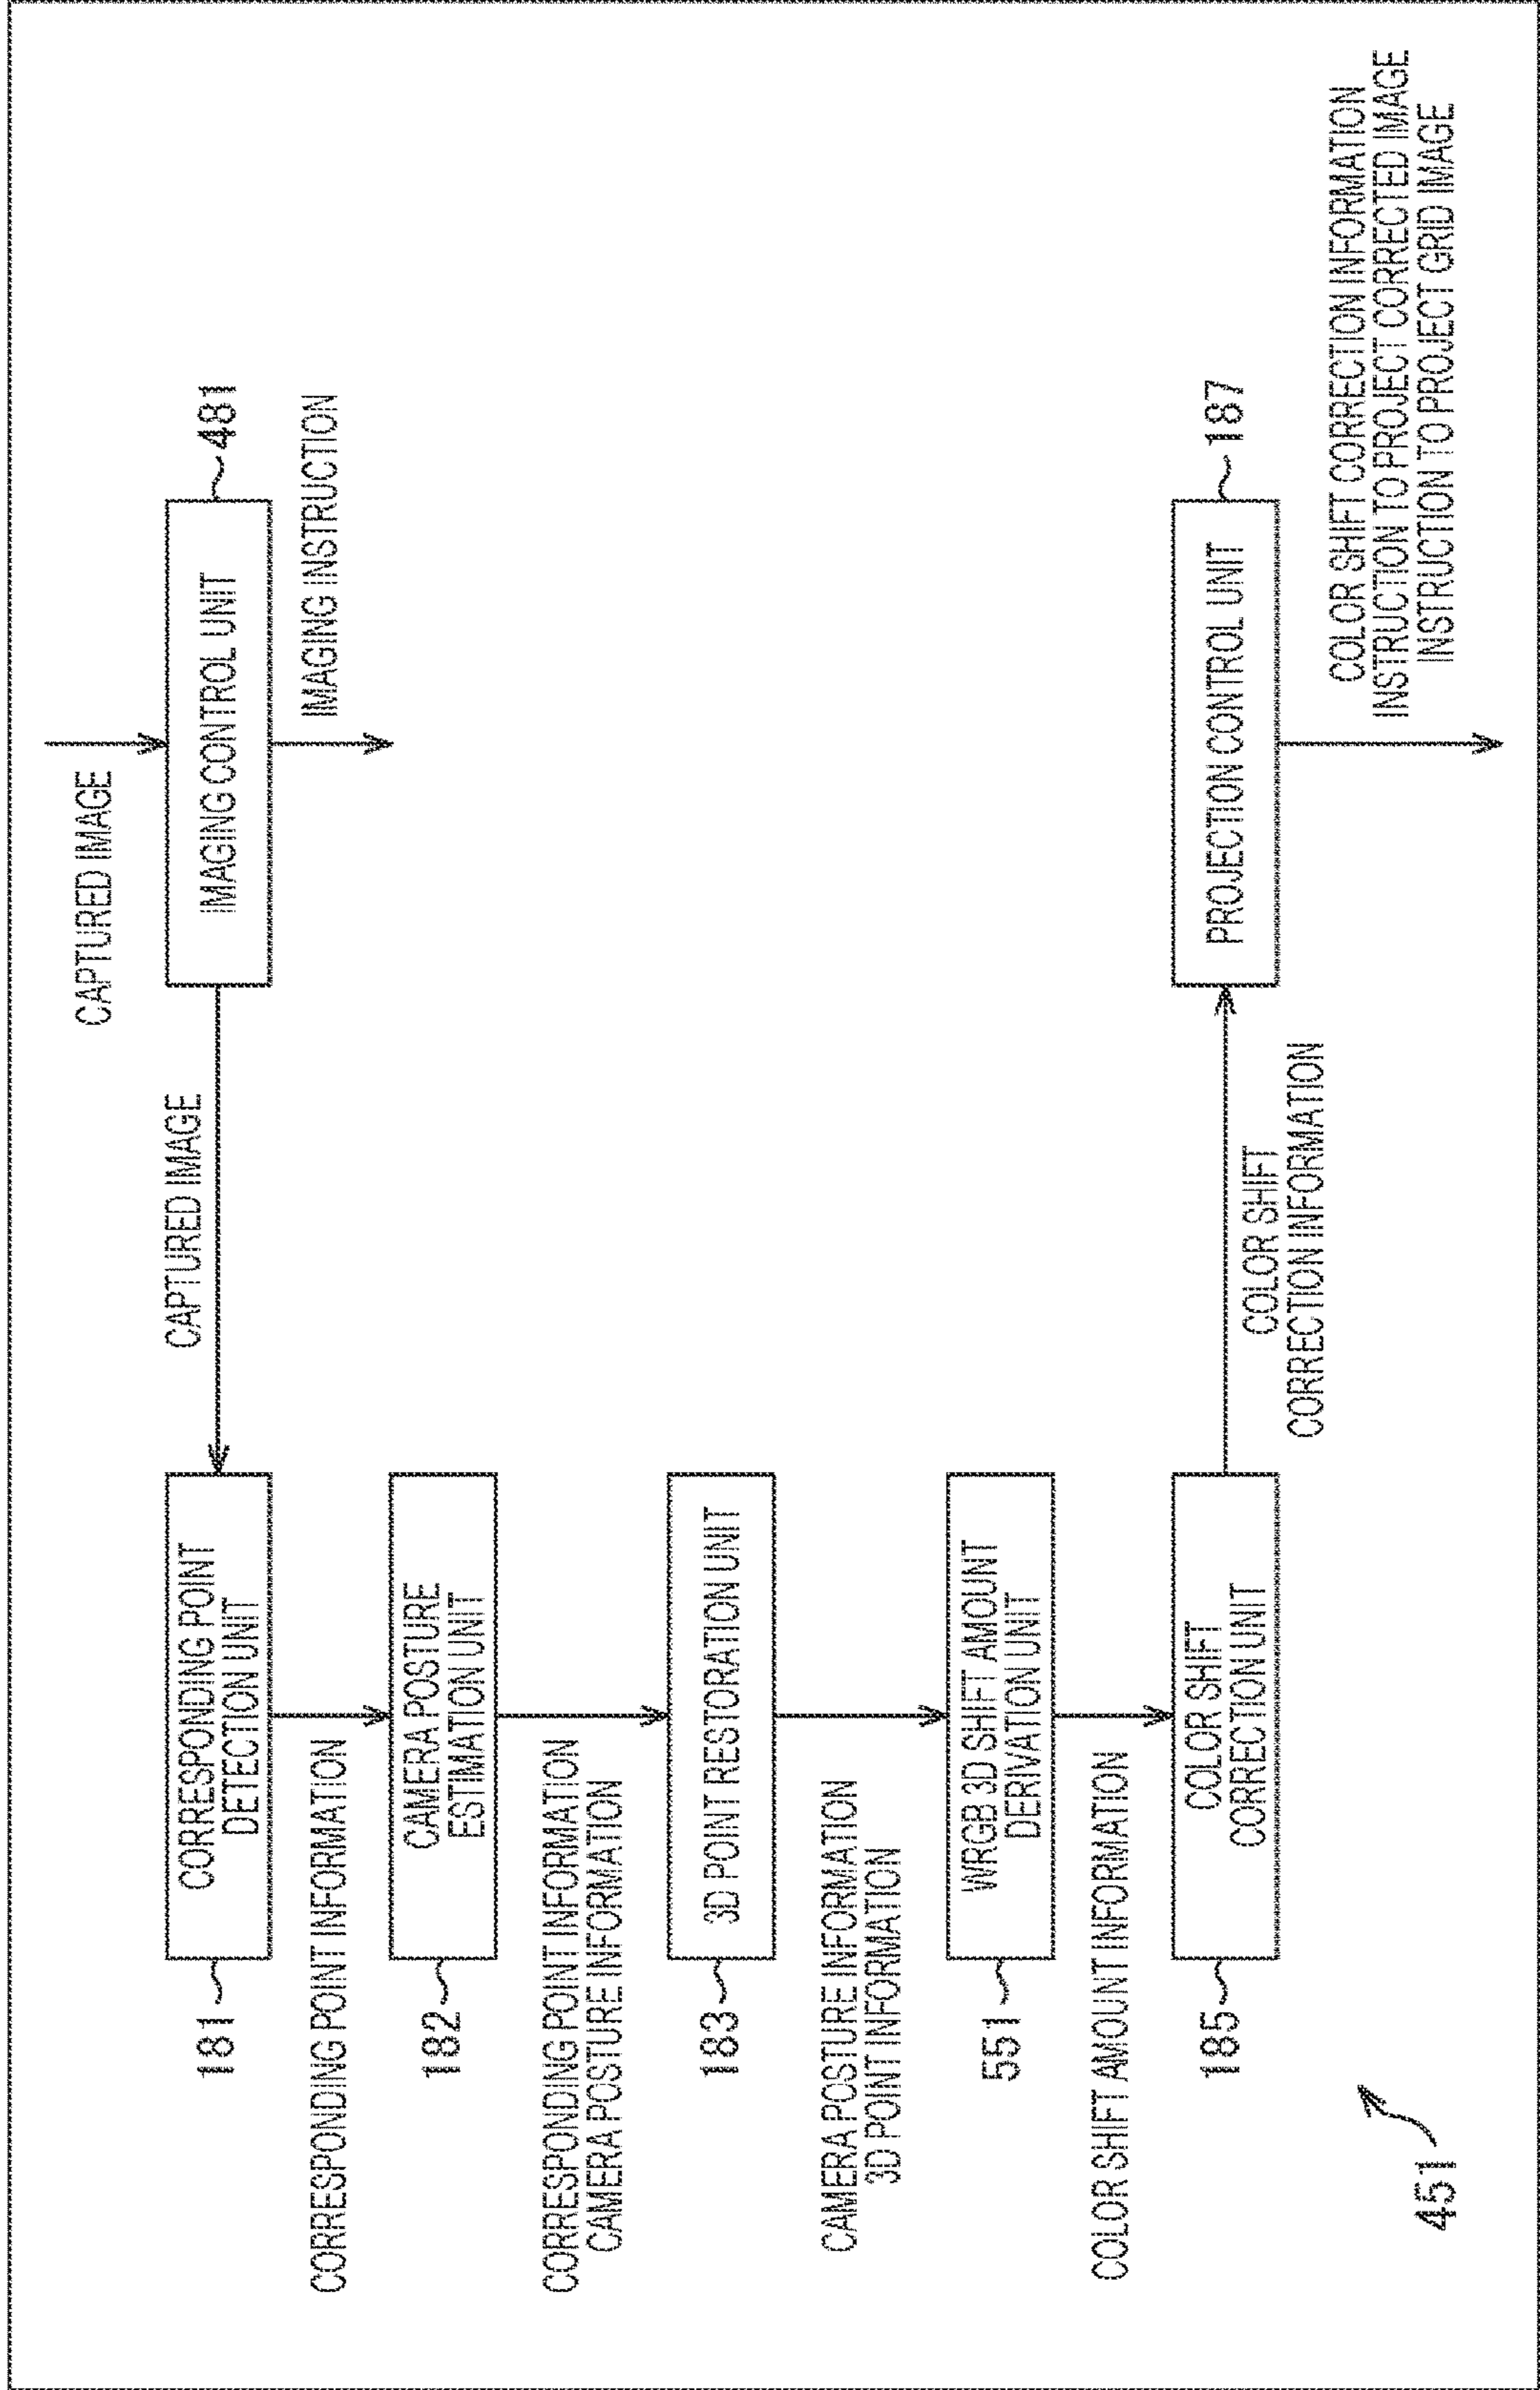 CAPTURED IMAGE
IMAGING CONTROL UNIT
481
IMAGING INSTRUCTION
CAPTURED IMAGE
CORRESPONDING POINT
DETECTION UNIT
181
CORRESPONDING POINT INFORMATION
CAMERA POSTURE
ESTIMATION UNIT
182
CORRESPONDING POINT INFORMATION
CAMERA POSTURE INFORMATION
3D POINT RESTORATION UNIT
183
CAMERA POSTURE INFORMATION
3D POINT INFORMATION
WRGB 3D SHIFT AMOUNT
DERIVATION UNIT
551
COLOR SHIFT AMOUNT INFORMATION
COLOR SHIFT
CORRECTION UNIT
185
COLOR SHIFT
CORRECTION INFORMATION
PROJECTION CONTROL UNIT
187
COLOR SHIFT CORRECTION INFORMATION
INSTRUCTION TO PROJECT CORRECTED IMAGE
INSTRUCTION TO PROJECT GRID IMAGE
451